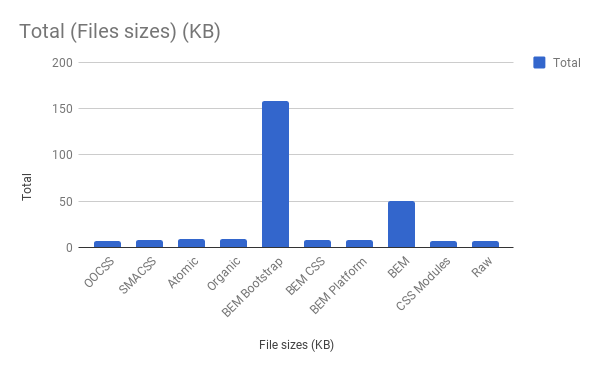 Total (Files sizes) (KB)
200
150
100
50
0
Total
Total
OOCSS
SMACSS
Atomic
Organic
BEM Bootstrap
BEM CSS
BEM Platform
BEM
CSS Modules
Raw
File sizes (KB)